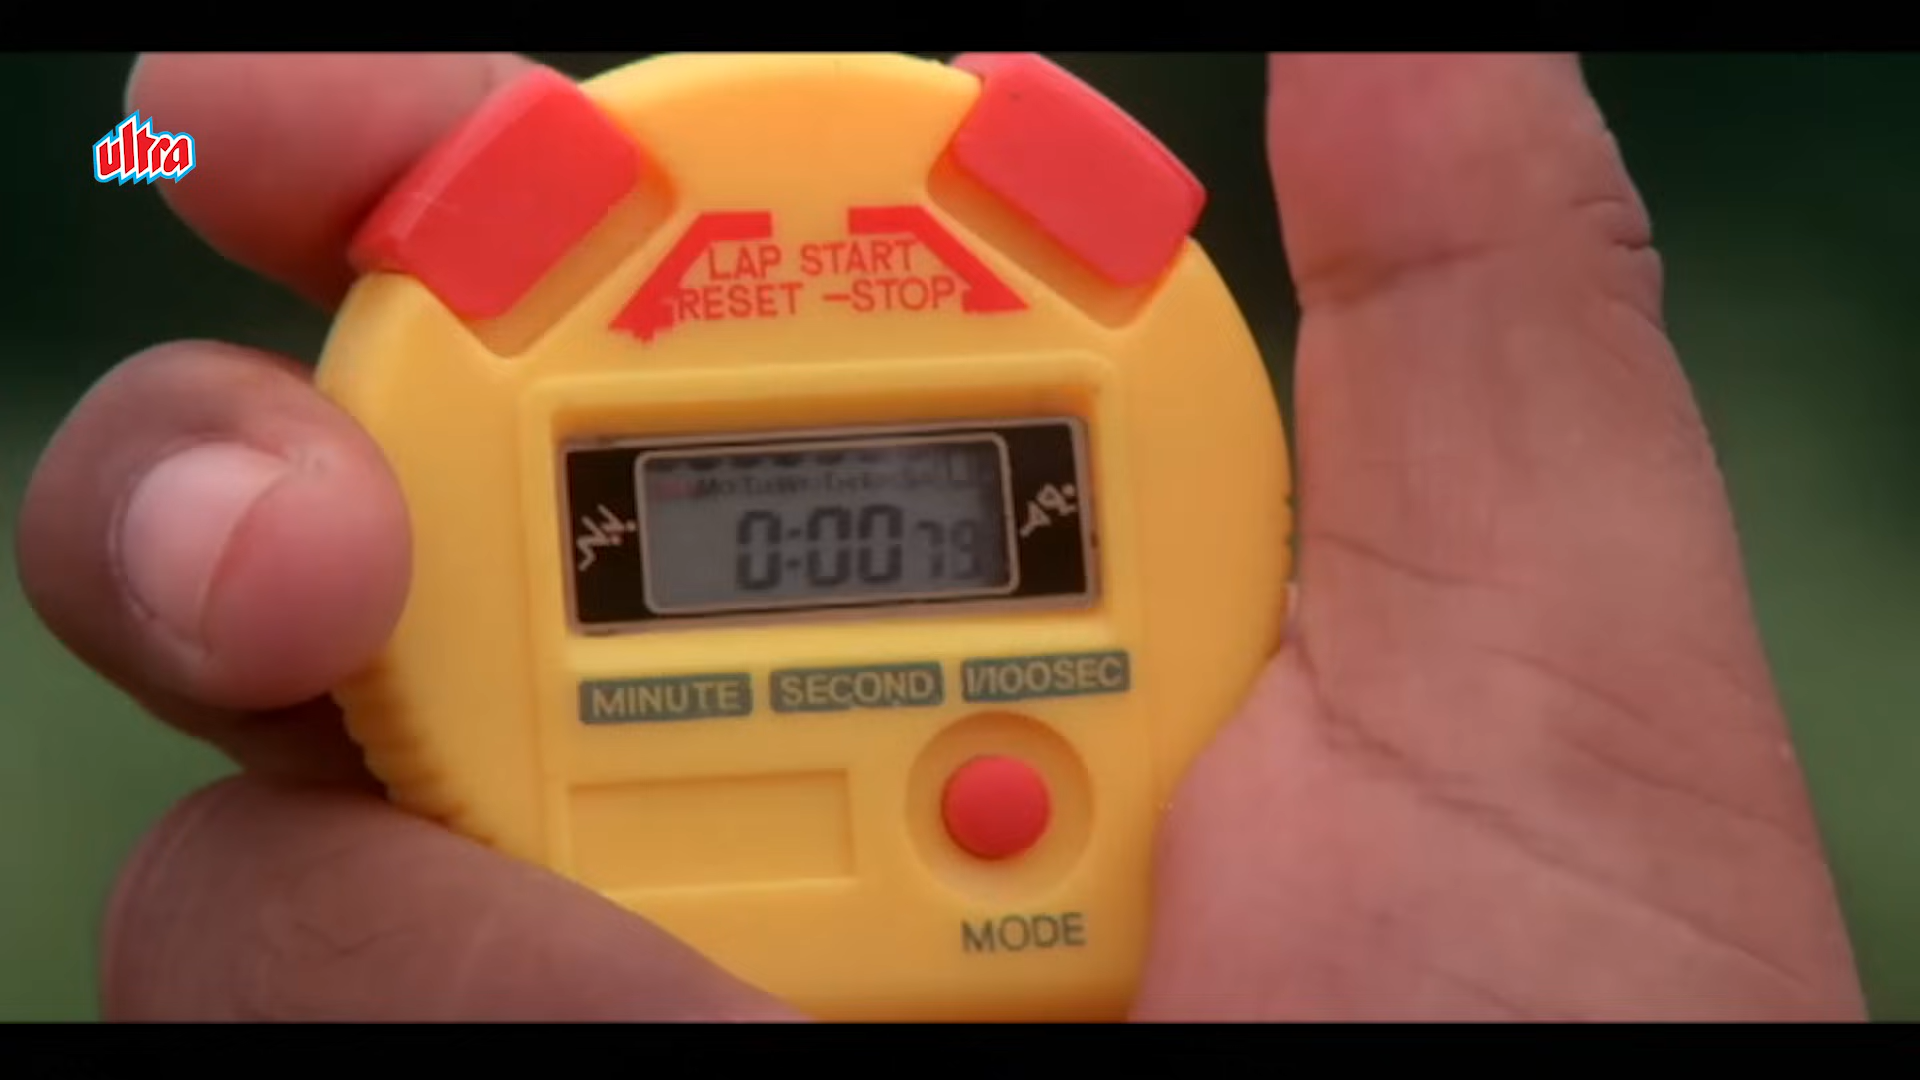 ultra
LAP START
RESET -STOP
0:00 79
MINUTE SECOND 1/100SEC
MODE